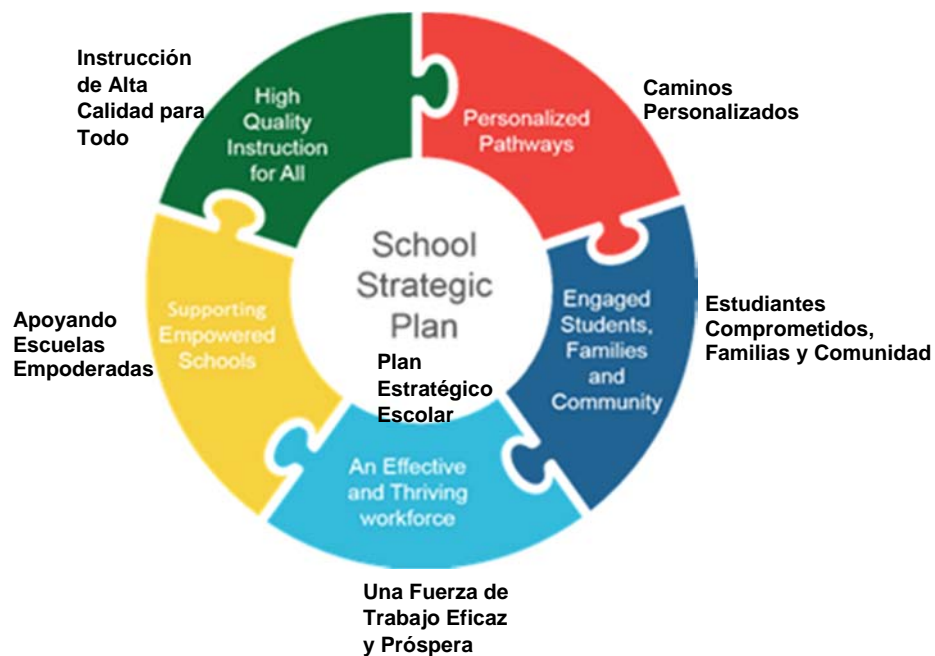 Instrucción
de Alta
Calidad para
Todo
High
Quality
Instruction
for All
Personalized
Pathways
Caminos
Personalizados
School
Strategic
Plan
Plan
Estratégico
Escolar
Engaged
Students,
Families
and
Community
Estudiantes
Comprometidos,
Familias y Comunidad
Apoyando
Escuelas
Empoderadas
Supporting
Empowered
Schools
An Effective
and Thriving
workforce
Una Fuerza de
Trabajo Eficaz
y Próspera